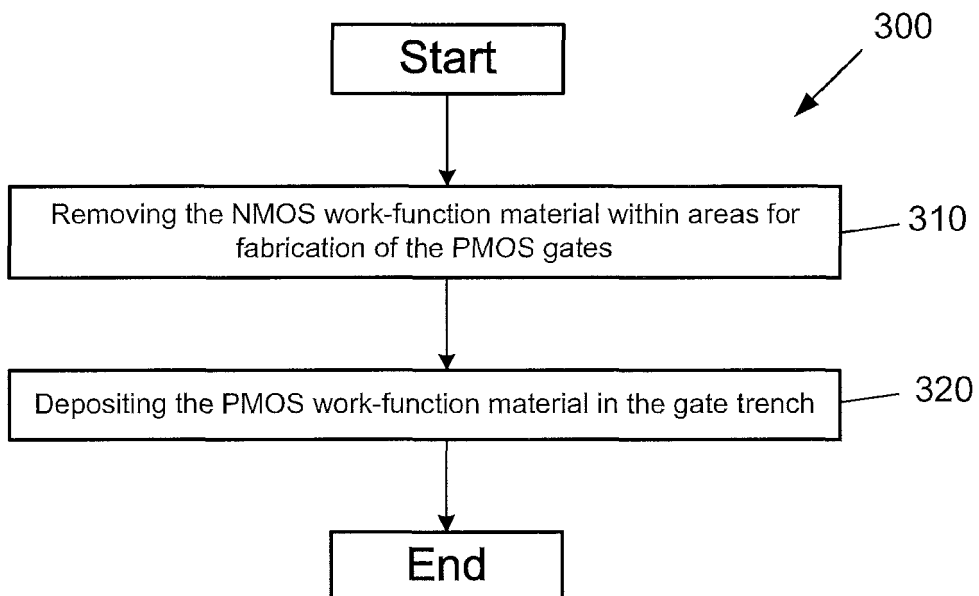 300
Start
Removing the NMOS work-function material within areas for
fabrication of the PMOS gates
310
Depositing the PMOS work-function material in the gate trench
320
End